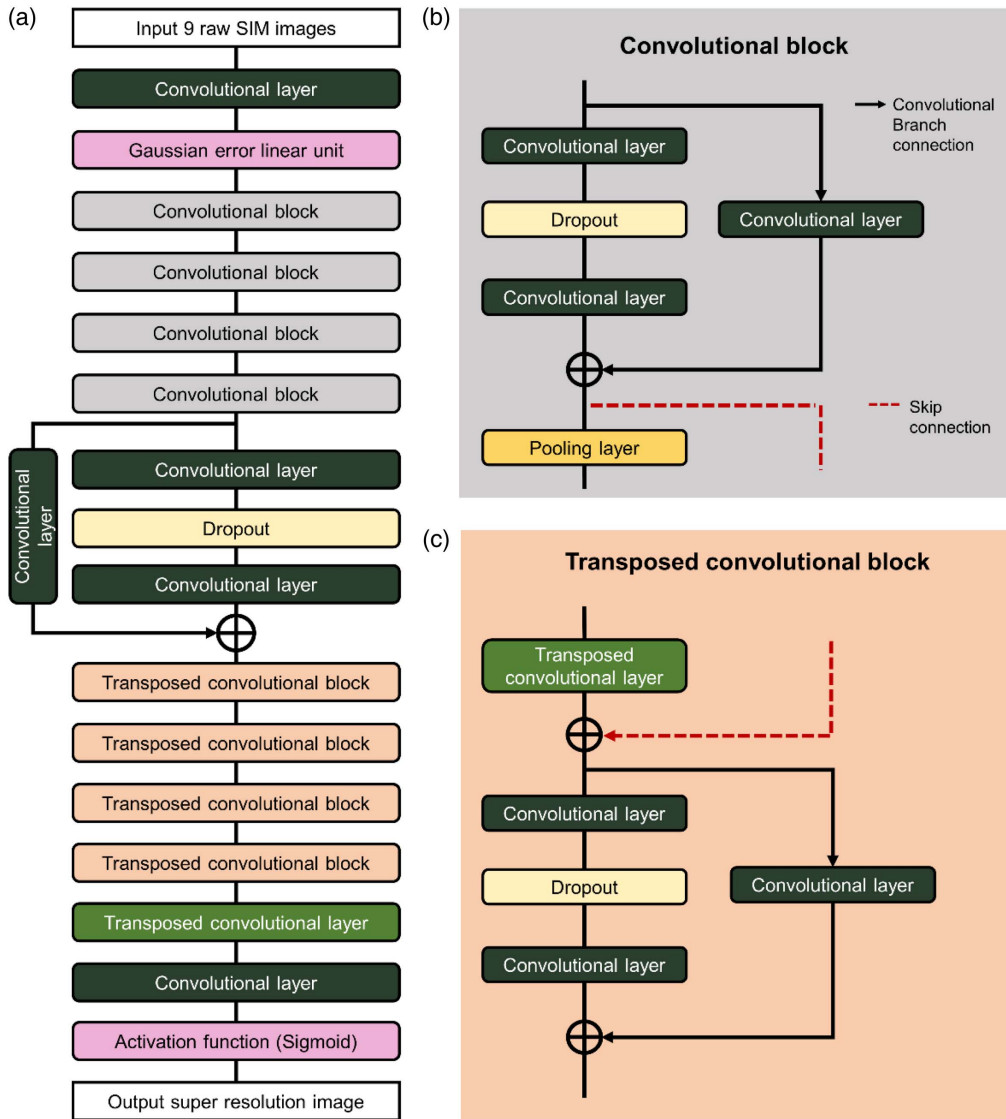 (a)
Input 9 raw SIM images
Convolutional layer
Gaussian error linear unit
Convolutional block
Convolutional block
Convolutional block
Convolutional block
Convolutional
layer
Convolutional layer
Dropout
Convolutional layer
Transposed convolutional block
Transposed convolutional block
Transposed convolutional block
Transposed convolutional block
Transposed convolutional layer
Convolutional layer
Activation function (Sigmoid)
Output super resolution image
(b)
Convolutional block
Convolutional
Branch
connection
Convolutional layer
Dropout
Convolutional layer
Convolutional layer
Skip
connection
Pooling layer
(c)
Transposed convolutional block
Transposed
convolutional layer
Convolutional layer
Dropout
Convolutional layer
Convolutional layer